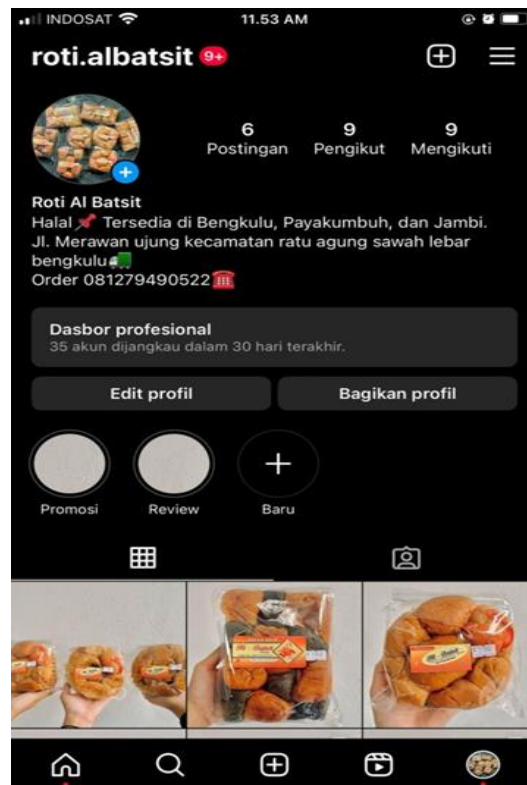 INDOSAT 11.53 AM
roti.albatsit 9+
6 9 9
Postingan Pengikut Mengikuti
Roti Al Batsit
Halal 📌 Tersedia di Bengkulu, Payakumbuh, dan Jambi.
Jl. Merawan ujung kecamatan ratu agung sawah lebar
bengkulu🚛
Order 081279490522☎️
Dasbor profesional
35 akun dijangkau dalam 30 hari terakhir.
Edit profil Bagikan profil
Promosi Review Baru